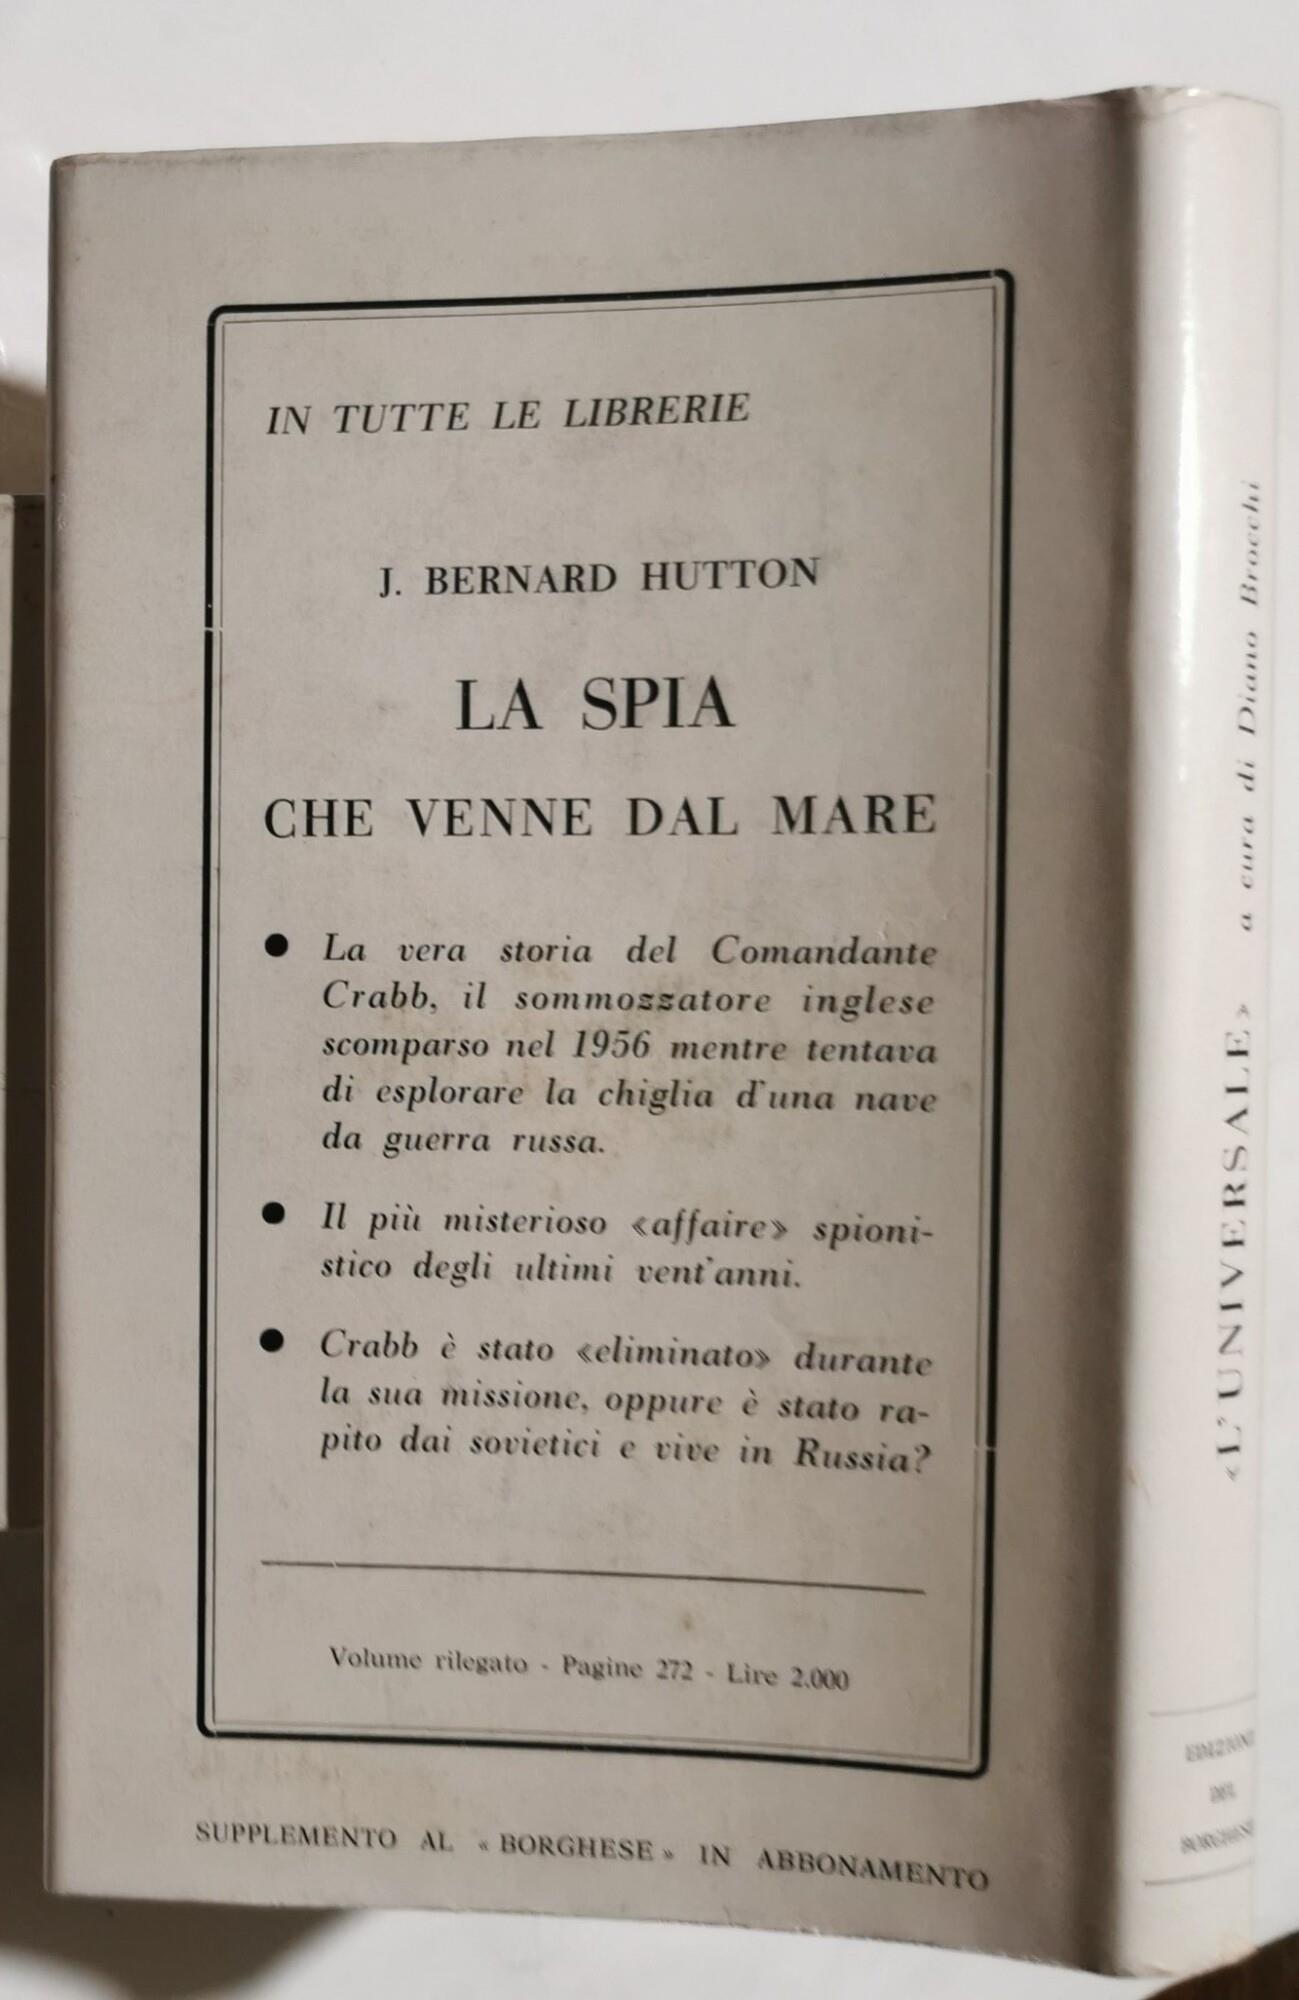 IN TUTTE LE LIBRERIE
J. BERNARD HUTTON
LA SPIA
CHE VENNE DAL MARE
● La vera storia del Comandante
Crabb, il sommozzatore inglese
scomparso nel 1956 mentre tentava
di esplorare la chiglia d'una nave
da guerra russa.
● Il più misterioso «affaire» spioni-
stico degli ultimi vent'anni.
● Crabb è stato «eliminato» durante
la sua missione, oppure è stato ra-
pito dai sovietici e vive in Russia?
Volume rilegato - Pagine 272 - Lire 2.000
SUPPLEMENTO AL « BORGHESE » IN ABBONAMENTO
«L'UNIVERSALE» a cura di Diano Brocchi
EDIZIONI
DEL
BORGHESE